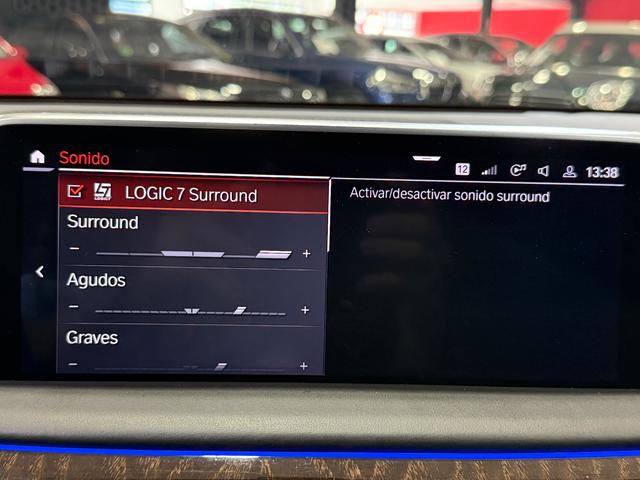 Sonido
12
13:38
LOGIC 7 Surround
Activar/desactivar sonido surround
Surround
- +
Agudos
- +
Graves
- +